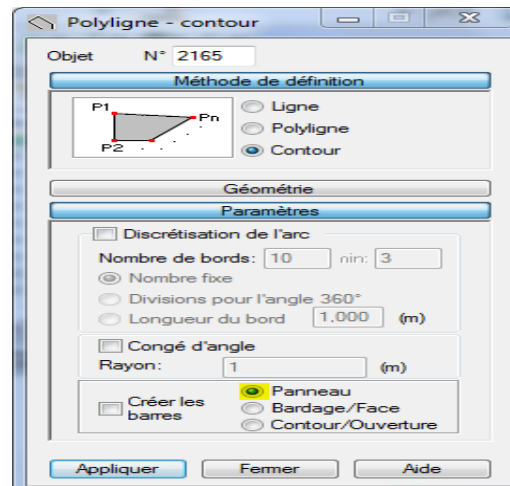 Polyligne - contour
Objet N° 2165
Méthode de définition
P1
Pn
P2
Ligne
Polyligne
Contour
Géométrie
Paramètres
Discrétisation de l'arc
Nombre de bords: 10 nin: 3
Nombre fixe
Divisions pour l'angle 360°
Longueur du bord 1.000 (m)
Congé d'angle
Rayon: 1 (m)
Créer les barres
Panneau
Bardage/Face
Contour/Ouverture
Appliquer Fermer Aide